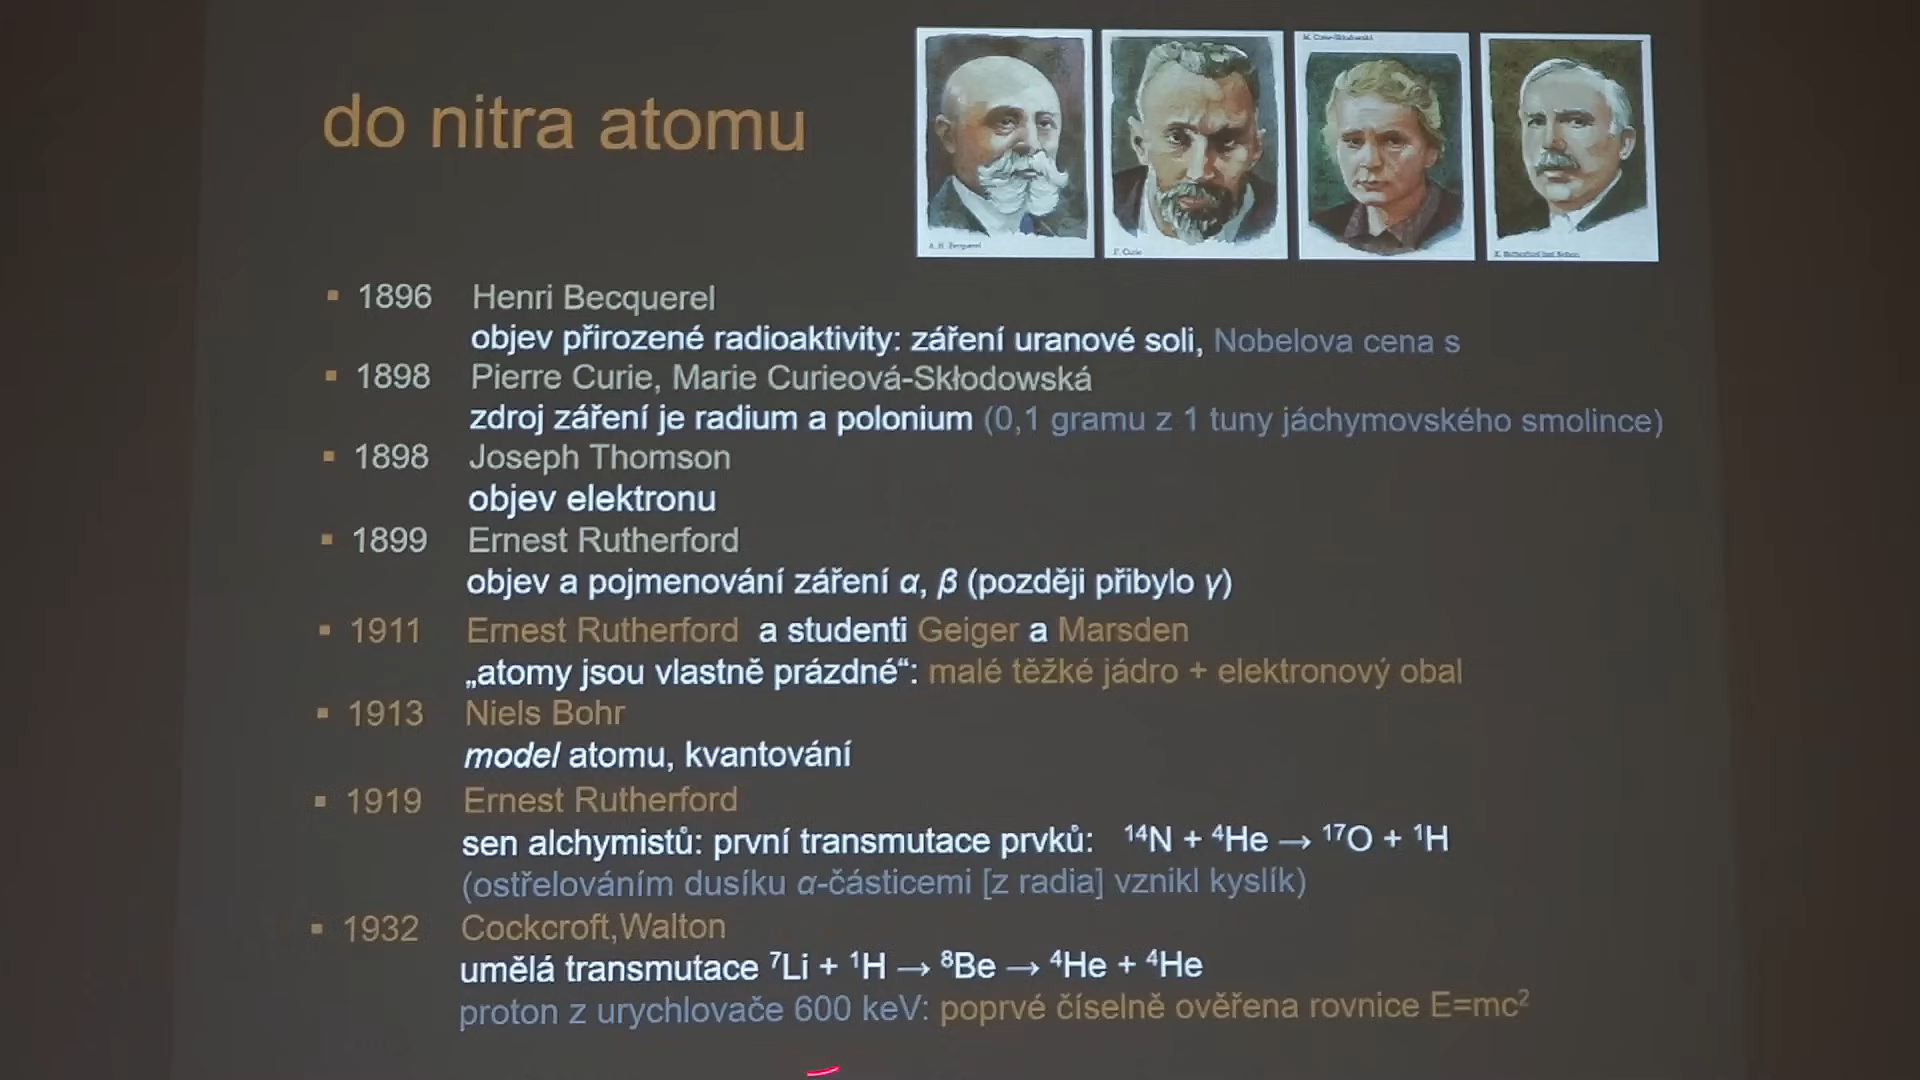 M. Curie-Skłodowská
do nitra atomu
A. H. Becquerel
P. Curie
▪ 1896 Henri Becquerel
objev přirozené radioaktivity: záření uranové soli, Nobelova cena s
▪ 1898 Pierre Curie, Marie Curieová-Skłodowská
zdroj záření je radium a polonium (0,1 gramu z 1 tuny jáchymovského smolince)
▪ 1898 Joseph Thomson
objev elektronu
▪ 1899 Ernest Rutherford
objev a pojmenování záření α, β (později přibylo γ)
▪ 1911 Ernest Rutherford a studenti Geiger a Marsden
„atomy jsou vlastně prázdné“: malé těžké jádro + elektronový obal
▪ 1913 Niels Bohr
model atomu, kvantování
▪ 1919 Ernest Rutherford
sen alchymistů: první transmutace prvků: ¹⁴N + ⁴He → ¹⁷O + ¹H
(ostřelováním dusíku α-částicemi [z radia] vznikl kyslík)
▪ 1932 Cockcroft,Walton
umělá transmutace ⁷Li + ¹H → ⁸Be → ⁴He + ⁴He
proton z urychlovače 600 keV: poprvé číselně ověřena rovnice E=mc²